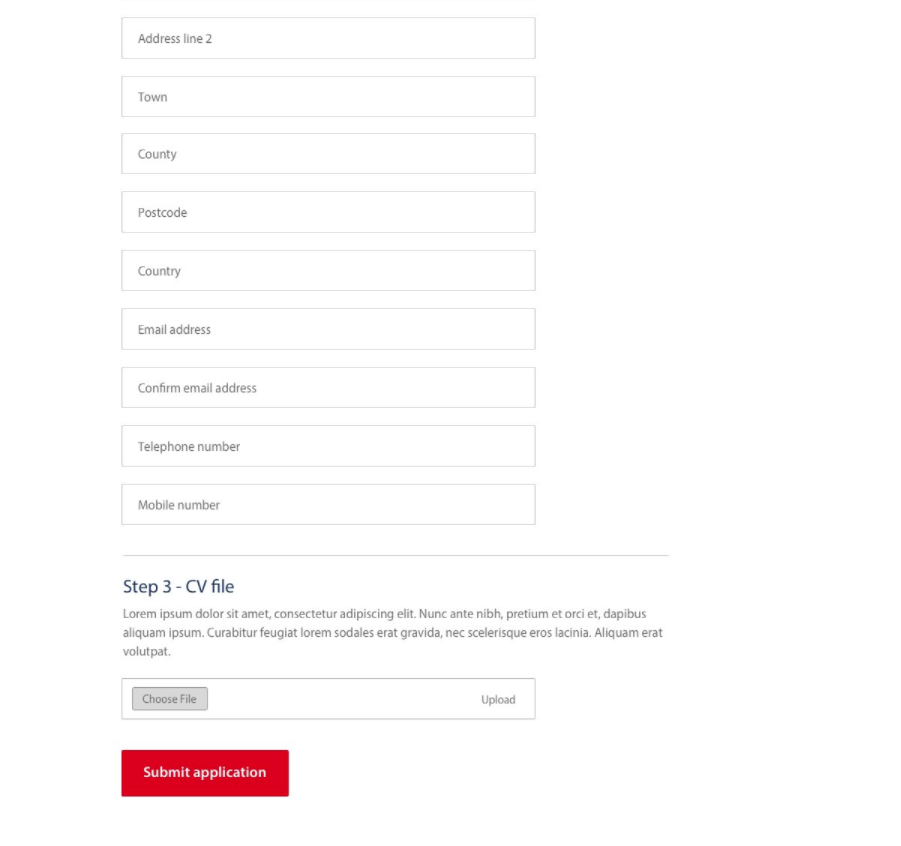 Address line 2
Town
County
Postcode
Country
Email address
Confirm email address
Telephone number
Mobile number
Step 3 - CV file
Lorem ipsum dolor sit amet, consectetur adipiscing elit. Nunc ante nibh, pretium et orci et, dapibus
aliquam ipsum. Curabitur feugiat lorem sodales erat gravida, nec scelerisque eros lacinia. Aliquam erat
volutpat.
Choose File Upload
Submit application